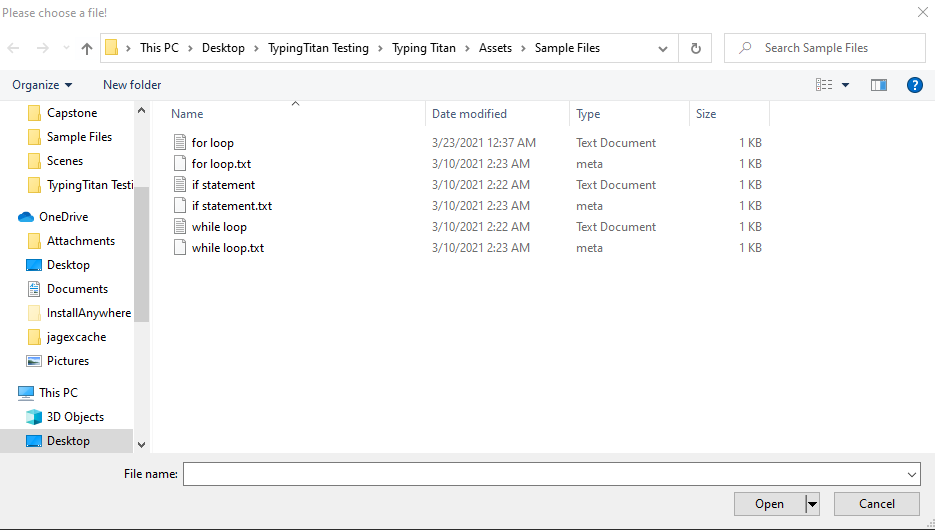 Please choose a file!
This PC > Desktop > TypingTitan Testing > Typing Titan > Assets > Sample Files
Search Sample Files
Organize
New folder
Capstone
Sample Files
Scenes
TypingTitan Testi
OneDrive
Attachments
Desktop
Documents
InstallAnywhere
jagexcache
Pictures
This PC
3D Objects
Desktop
Name Date modified Type Size
for loop 3/23/2021 12:37 AM Text Document 1 KB
for loop.txt 3/10/2021 2:23 AM meta 1 KB
if statement 3/10/2021 2:22 AM Text Document 1 KB
if statement.txt 3/10/2021 2:23 AM meta 1 KB
while loop 3/10/2021 2:22 AM Text Document 1 KB
while loop.txt 3/10/2021 2:23 AM meta 1 KB
File name:
Open
Cancel